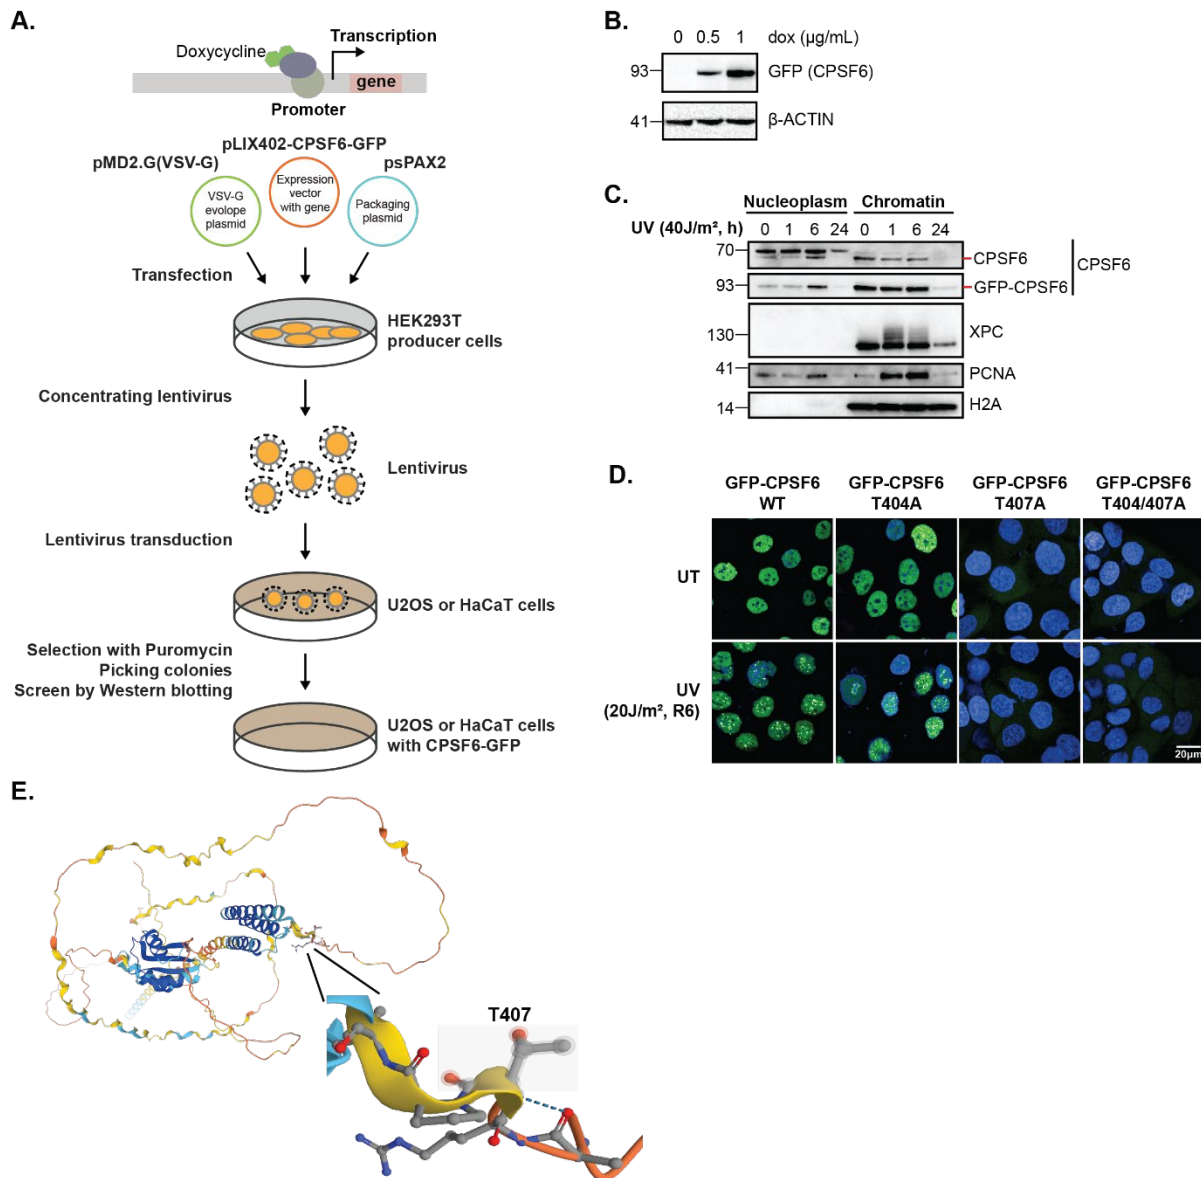 A.
Doxycycline
Transcription
gene
Promoter
pLIX402-CPSF6-GFP
pMD2.G(VSV-G)
psPAX2
VSV-G
evolope
plasmid
Expression
vector
with gene
Packaging
plasmid
Transfection
HEK293T
producer cells
Concentrating lentivirus
Lentivirus
Lentivirus transduction
U2OS or HaCaT cells
Selection with Puromycin
Picking colonies
Screen by Western blotting
U2OS or HaCaT cells
with CPSF6-GFP
B.
0 0.5 1 dox (µg/mL)
93 GFP (CPSF6)
41 β-ACTIN
C.
Nucleoplasm Chromatin
UV (40J/m², h) 0 1 6 24 0 1 6 24
70 CPSF6
CPSF6
93 GFP-CPSF6
130 XPC
41 PCNA
14 H2A
D.
GFP-CPSF6 GFP-CPSF6 GFP-CPSF6 GFP-CPSF6
WT T404A T407A T404/407A
UT
UV
(20J/m², R6)
20µm
E.
T407